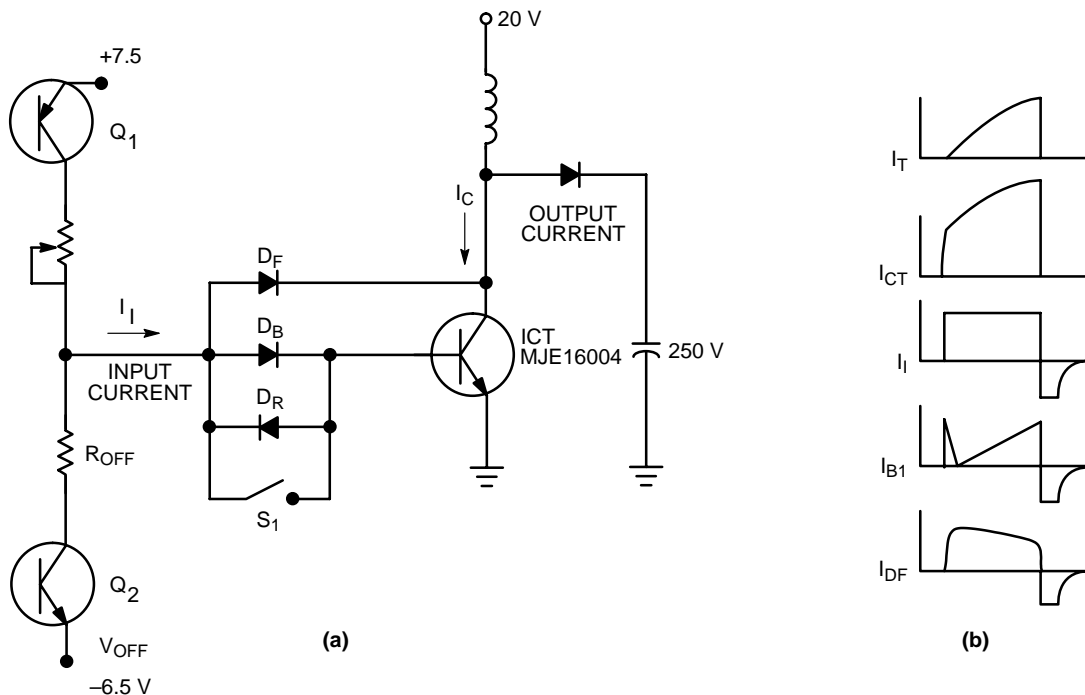 20 V
+7.5
Q1
IC
OUTPUT
CURRENT
DF
II
INPUT
CURRENT
DB
ICT
MJE16004
250 V
DR
ROFF
S1
Q2
VOFF
–6.5 V
(a)
IT
ICT
II
IB1
IDF
(b)